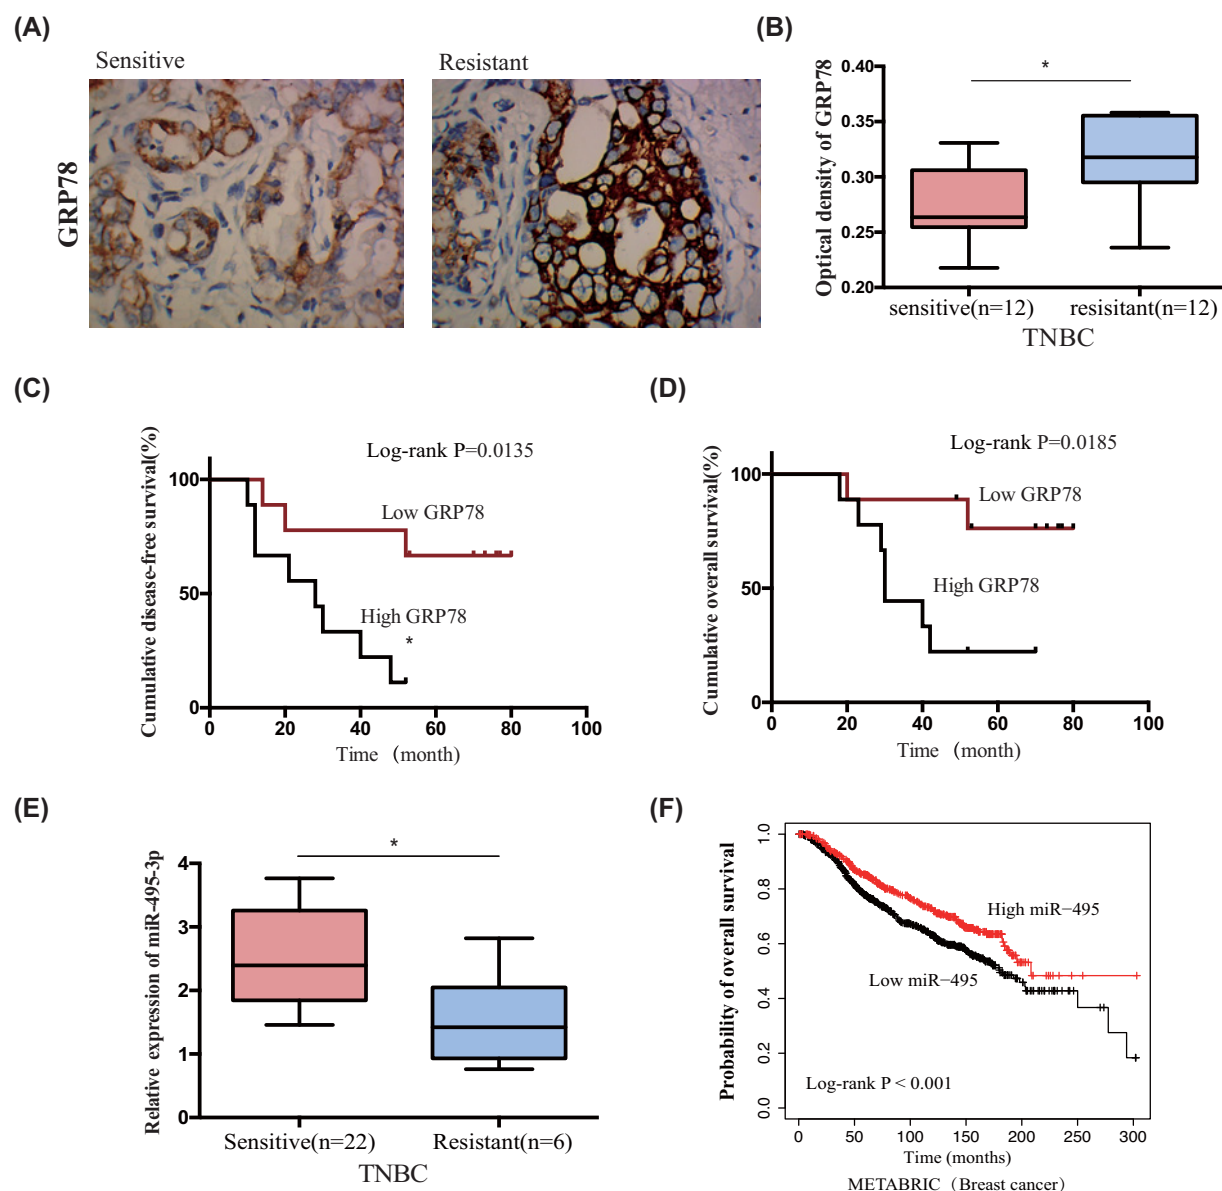 (A)
Sensitive
Resistant
GRP78
(B)
Optical density of GRP78
0.40
0.35
0.30
0.25
0.20
*
sensitive(n=12)
resisitant(n=12)
TNBC
(C)
Cumulative disease-free survival(%)
Log-rank P=0.0135
100
50
0
Low GRP78
High GRP78
*
0 20 40 60 80 100
Time (month)
(D)
Cumulative overall survival(%)
Log-rank P=0.0185
100
50
0
Low GRP78
High GRP78
0 20 40 60 80 100
Time (month)
(E)
Relative expression of miR-495-3p
4
3
2
1
0
*
Sensitive(n=22)
Resistant(n=6)
TNBC
(F)
Probability of overall survival
1.0
0.8
0.6
0.4
0.2
0.0
High miR−495
Low miR−495
Log-rank P < 0.001
0 50 100 150 200 250 300
Time (months)
METABRIC (Breast cancer)